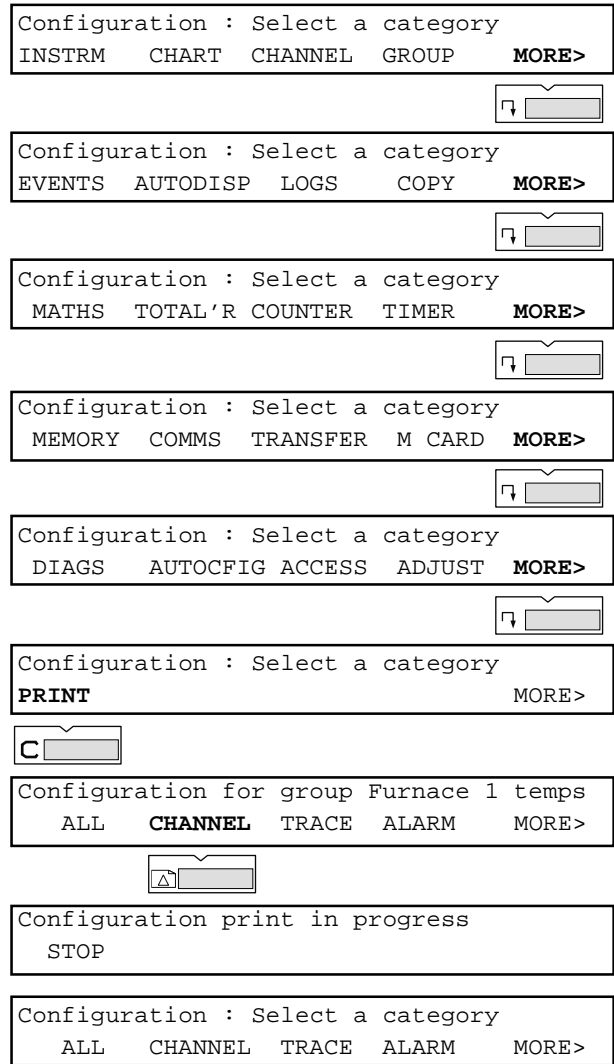 Configuration : Select a category
INSTRM CHART CHANNEL GROUP MORE>
Configuration : Select a category
EVENTS AUTODISP LOGS COPY MORE>
Configuration : Select a category
MATHS TOTAL'R COUNTER TIMER MORE>
Configuration : Select a category
MEMORY COMMS TRANSFER M CARD MORE>
Configuration : Select a category
DIAGS AUTOCFIG ACCESS ADJUST MORE>
Configuration : Select a category
PRINT MORE>
C
Configuration for group Furnace 1 temps
ALL CHANNEL TRACE ALARM MORE>
Configuration print in progress
STOP
Configuration : Select a category
ALL CHANNEL TRACE ALARM MORE>